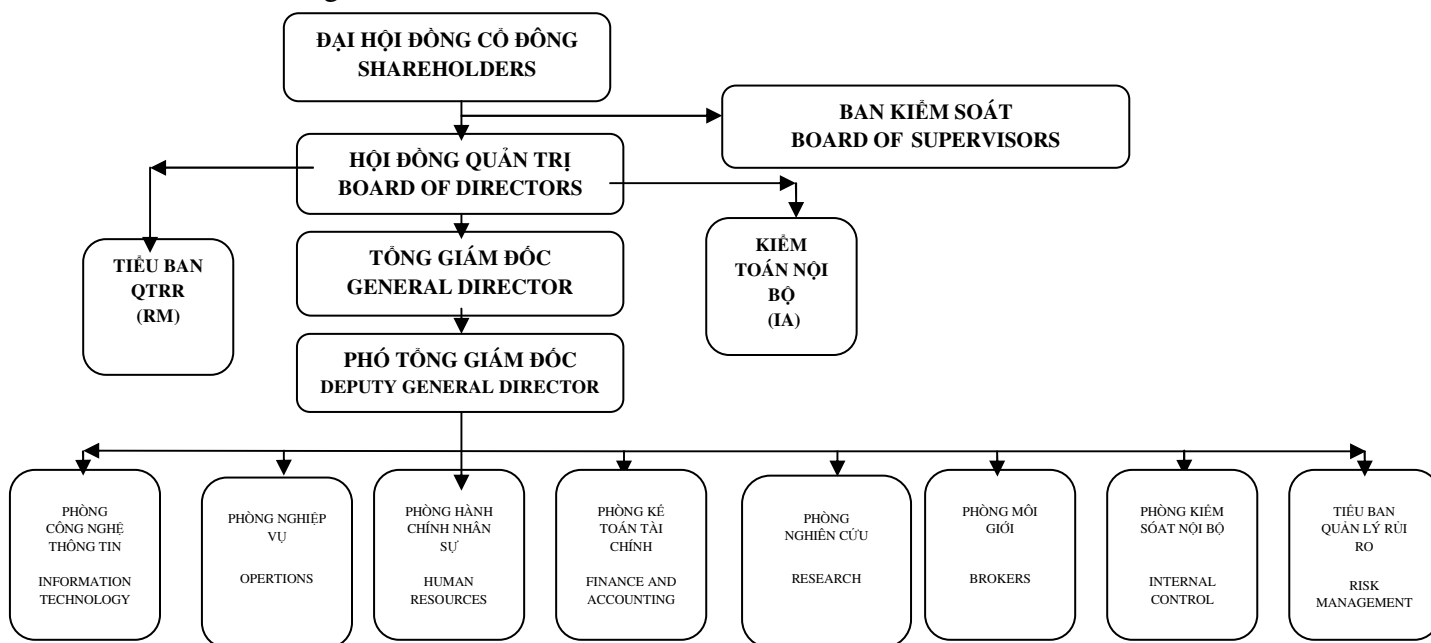 ĐẠI HỘI ĐỒNG CỔ ĐÔNG
SHAREHOLDERS
BAN KIỂM SOÁT
BOARD OF SUPERVISORS
HỘI ĐỒNG QUẢN TRỊ
BOARD OF DIRECTORS
TIỂU BAN
QTRR
(RM)
TỔNG GIÁM ĐỐC
GENERAL DIRECTOR
KIỂM
TOÁN NỘI
BỘ
(IA)
PHÓ TỔNG GIÁM ĐỐC
DEPUTY GENERAL DIRECTOR
PHÒNG
CÔNG NGHỆ
THÔNG TIN
INFORMATION
TECHNOLOGY
PHÒNG NGHIỆP
VỤ
OPERTIONS
PHÒNG HÀNH
CHÍNH NHÂN
SỰ
HUMAN
RESOURCES
PHÒNG KẾ
TOÁN TÀI
CHÍNH
FINANCE AND
ACCOUNTING
PHÒNG
NGHIÊN CỨU
RESEARCH
PHÒNG MÔI
GIỚI
BROKERS
PHÒNG KIỂM
SÓAT NỘI BỘ
INTERNAL
CONTROL
TIỂU BAN
QUẢN LÝ RỦI
RO
RISK
MANAGEMENT